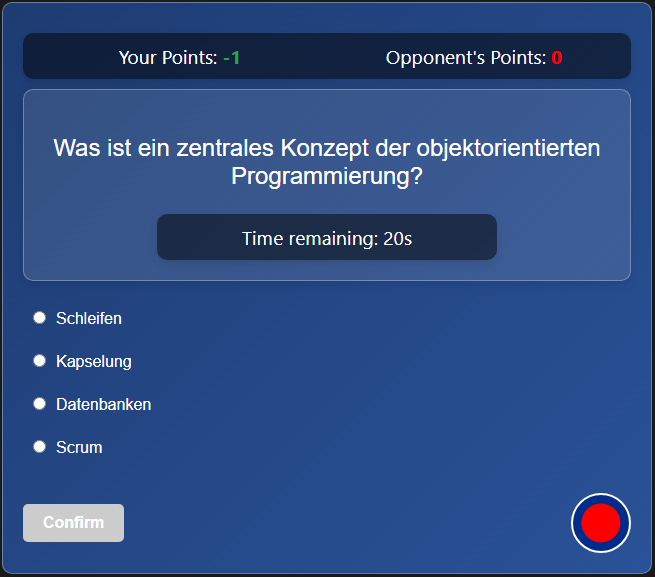 Your Points: -1 Opponent's Points: 0
Was ist ein zentrales Konzept der objektorientierten
Programmierung?
Time remaining: 20s
Schleifen
Kapselung
Datenbanken
Scrum
Confirm